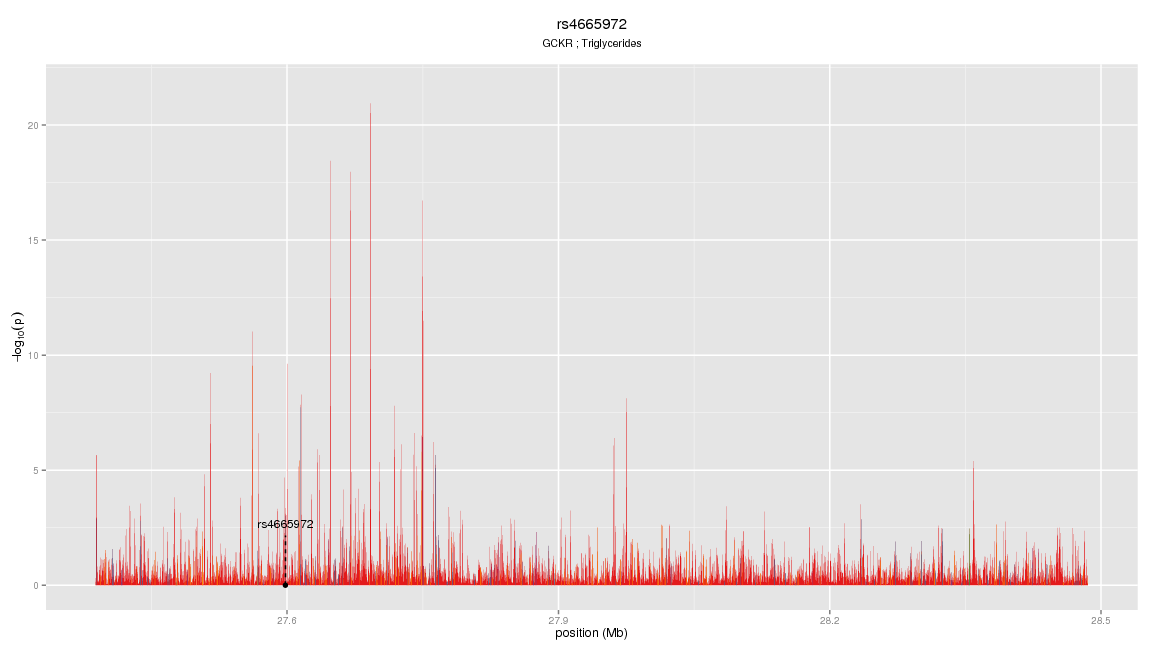 rs4665972
GCKR ; Triglycerides
20
15
10
5
0
−log10(p)
rs4665972
27.6
27.9
28.2
28.5
position (Mb)